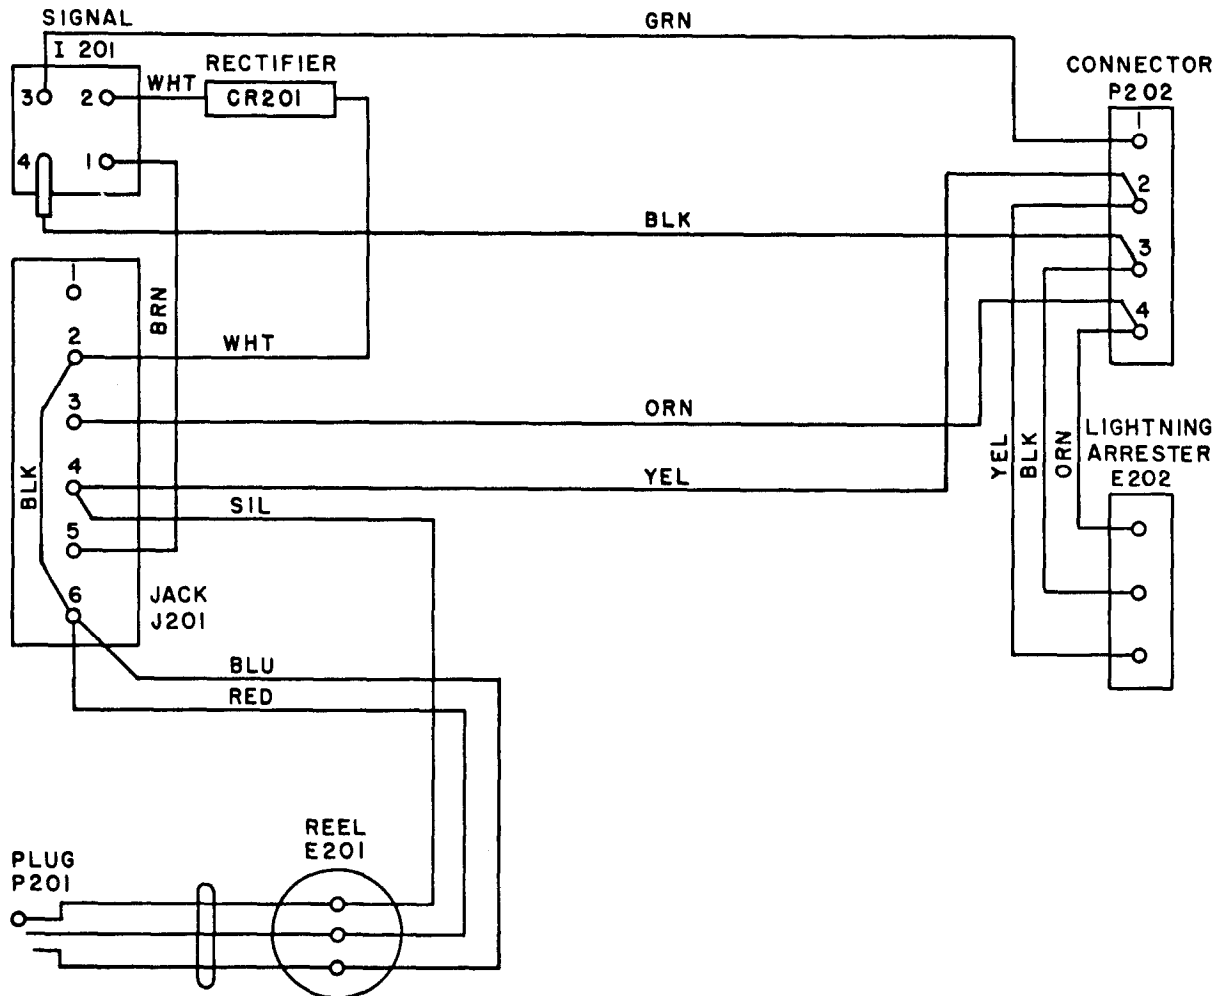 SIGNAL
I 201
GRN
RECTIFIER
CR201
WHT
3
2
4
1
CONNECTOR
P202
1
2
3
4
BLK
BRN
JACK
J201
1
2
3
4
5
6
WHT
ORN
YEL
SIL
BLK
BLU
RED
YEL
BLK
ORN
LIGHTNING
ARRESTER
E202
REEL
E201
PLUG
P201